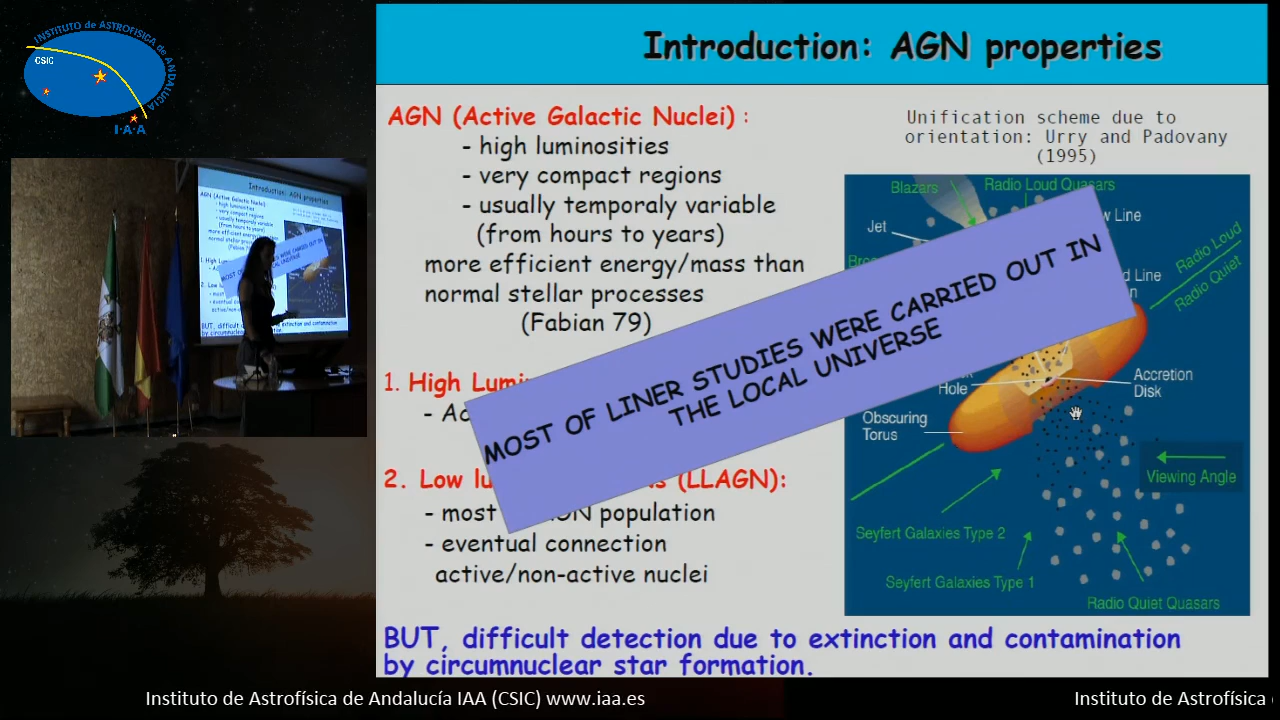 INSTITUTO de ASTROFÍSICA de ANDALUCÍA
CSIC
I·A·A
Introduction: AGN properties
AGN (Active Galactic Nuclei) :
- high luminosities
- very compact regions
- usually temporaly variable
(from hours to years)
more efficient energy/mass than
normal stellar processes
(Fabian 79)
1. High
2. Low (LLAGN):
- most population
- eventual connection
active/non-active nuclei
BUT, difficult detection due to extinction and contamination
by circumnuclear star formation.
MOST OF LINER STUDIES WERE CARRIED OUT IN
THE LOCAL UNIVERSE
Unification scheme due to
orientation: Urry and Padovany
(1995)
Blazars
Radio Loud Quasars
Jet
Line
Line
Radio Loud
Radio Quiet
Hole
Accretion
Disk
Obscuring
Torus
Viewing Angle
Seyfert Galaxies Type 2
Seyfert Galaxies Type 1
Radio Quiet Quasars
Instituto de Astrofísica de Andalucía IAA (CSIC) www.iaa.es
Instituto de Astrofísica